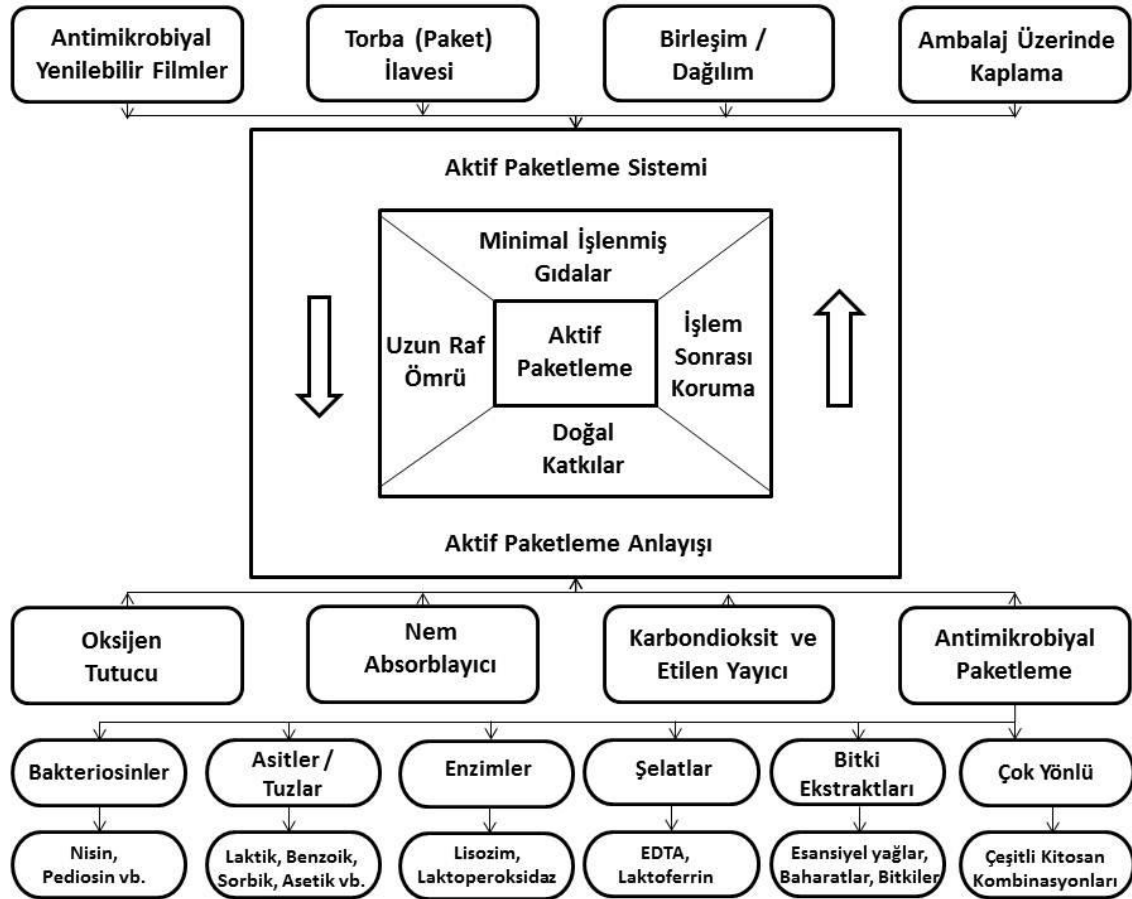 Antimikrobiyal
Yenilebilir Filmler
Torba (Paket)
İlavesi
Birleşim /
Dağılım
Ambalaj Üzerinde
Kaplama
Aktif Paketleme Sistemi
Minimal İşlenmiş
Gıdalar
Uzun Raf
Ömrü
Aktif
Paketleme
İşlem
Sonrası
Koruma
Doğal
Katkılar
Aktif Paketleme Anlayışı
Oksijen
Tutucu
Nem
Absorblayıcı
Karbondioksit ve
Etilen Yayıcı
Antimikrobiyal
Paketleme
Bakteriosinler
Asitler /
Tuzlar
Enzimler
Şelatlar
Bitki
Ekstraktları
Çok Yönlü
Nisin,
Pediosin vb.
Laktik, Benzoik,
Sorbik, Asetik vb.
Lisozim,
Laktoperoksidaz
EDTA,
Laktoferrin
Esansiyel yağlar,
Baharatlar, Bitkiler
Çeşitli Kitosan
Kombinasyonları